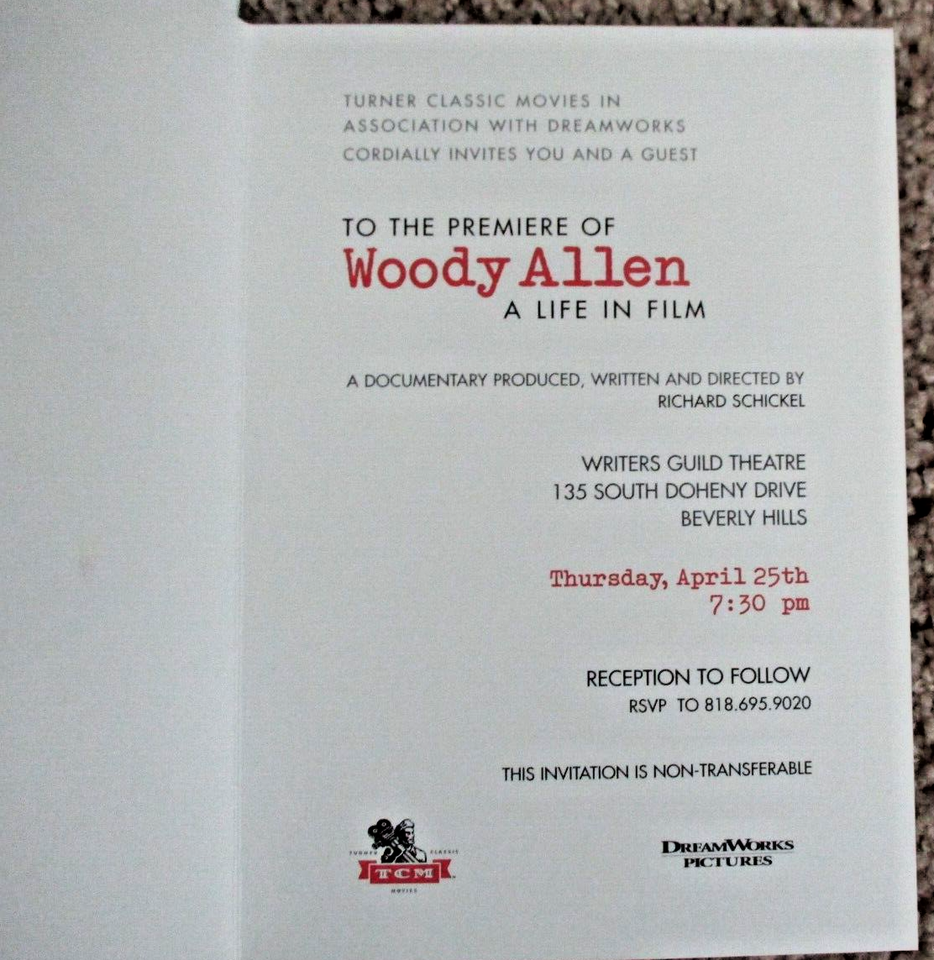 TURNER CLASSIC MOVIES IN
ASSOCIATION WITH DREAMWORKS
CORDIALLY INVITES YOU AND A GUEST
TO THE PREMIERE OF
Woody Allen
A LIFE IN FILM
A DOCUMENTARY PRODUCED, WRITTEN AND DIRECTED BY
RICHARD SCHICKEL
WRITERS GUILD THEATRE
135 SOUTH DOHENY DRIVE
BEVERLY HILLS
Thursday, April 25th
7:30 pm
RECEPTION TO FOLLOW
RSVP TO 818.695.9020
THIS INVITATION IS NON-TRANSFERABLE
TURNER CLASSIC
TCM
MOVIES
DREAMWORKS
PICTURES